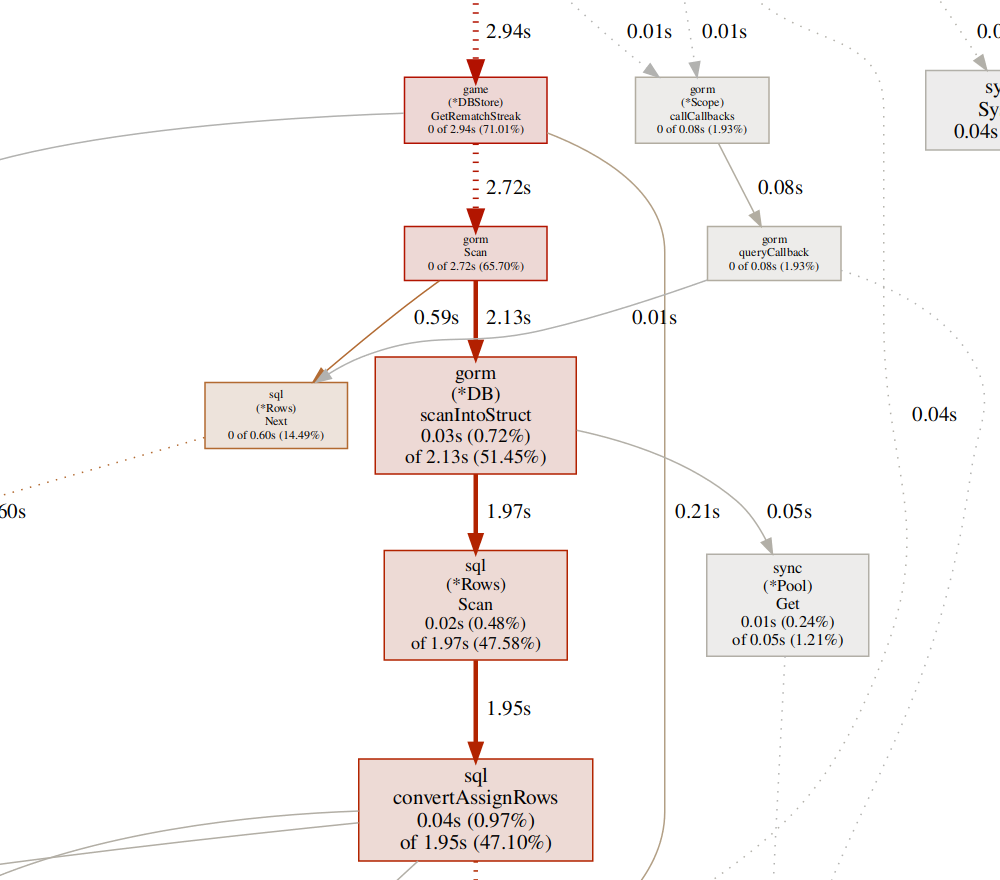 2.94s
0.01s
0.01s
game
(*DBStore)
GetRematchStreak
0 of 2.94s (71.01%)
gorm
(*Scope)
callCallbacks
0 of 0.08s (1.93%)
0.04s
2.72s
0.08s
gorm
Scan
0 of 2.72s (65.70%)
gorm
queryCallback
0 of 0.08s (1.93%)
0.59s
2.13s
0.01s
sql
(*Rows)
Next
0 of 0.60s (14.49%)
gorm
(*DB)
scanIntoStruct
0.03s (0.72%)
of 2.13s (51.45%)
0.04s
60s
1.97s
0.21s
0.05s
sql
(*Rows)
Scan
0.02s (0.48%)
of 1.97s (47.58%)
sync
(*Pool)
Get
0.01s (0.24%)
of 0.05s (1.21%)
1.95s
sql
convertAssignRows
0.04s (0.97%)
of 1.95s (47.10%)